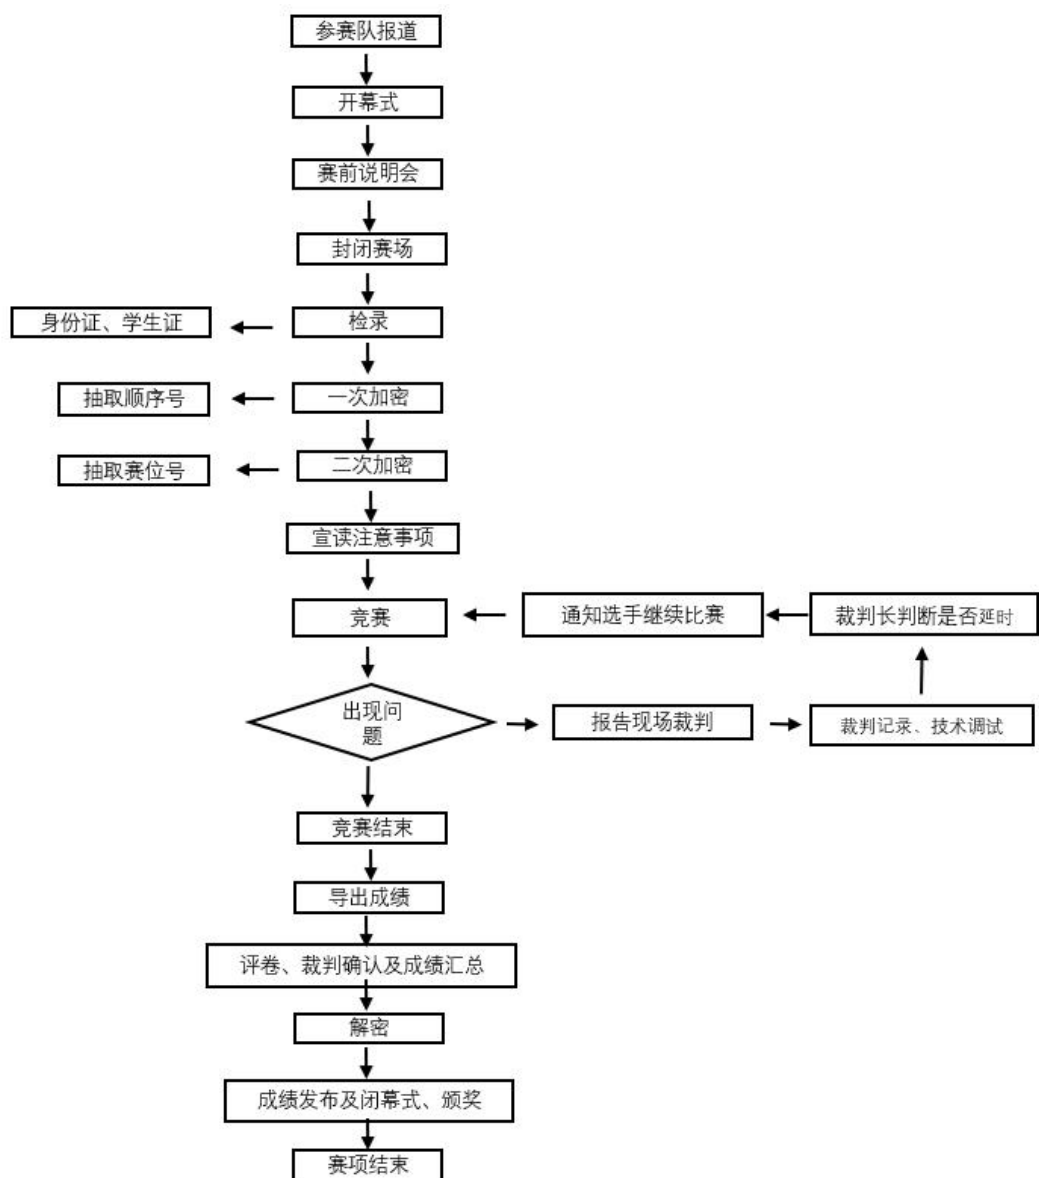 参赛队报道
开幕式
赛前说明会
封闭赛场
身份证、学生证
检录
抽取顺序号
一次加密
抽取赛位号
二次加密
宣读注意事项
竞赛
通知选手继续比赛
裁判长判断是否延时
出现问
题
报告现场裁判
裁判记录、技术调试
竞赛结束
导出成绩
评卷、裁判确认及成绩汇总
解密
成绩发布及闭幕式、颁奖
赛项结束